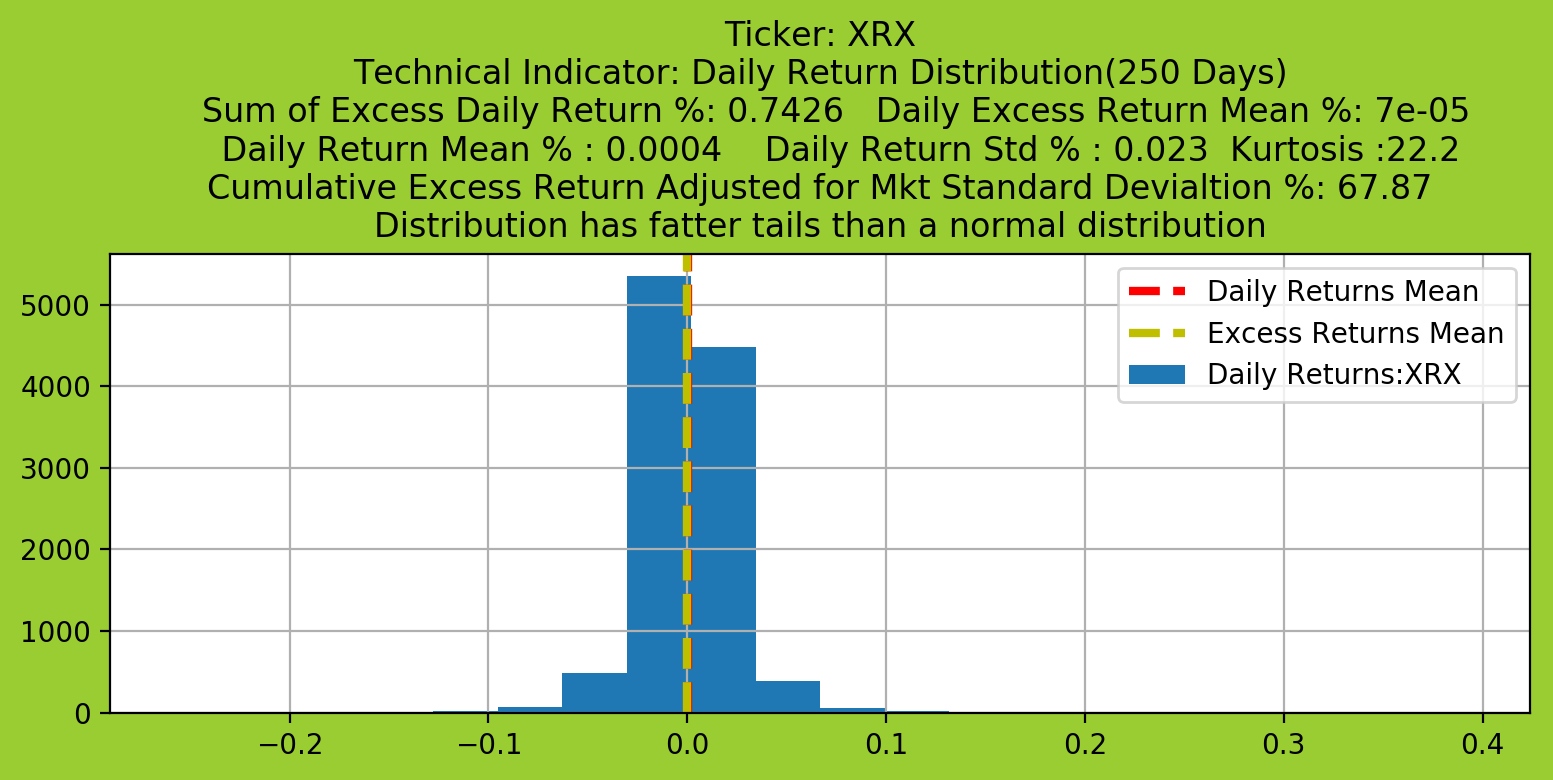 Ticker: XRX
Technical Indicator: Daily Return Distribution(250 Days)
Sum of Excess Daily Return %: 0.7426   Daily Excess Return Mean %: 7e-05
Daily Return Mean % : 0.0004    Daily Return Std % : 0.023  Kurtosis :22.2
Cumulative Excess Return Adjusted for Mkt Standard Devialtion %: 67.87
Distribution has fatter tails than a normal distribution
Daily Returns Mean
Excess Returns Mean
Daily Returns:XRX
5000
4000
3000
2000
1000
0
−0.2 −0.1 0.0 0.1 0.2 0.3 0.4